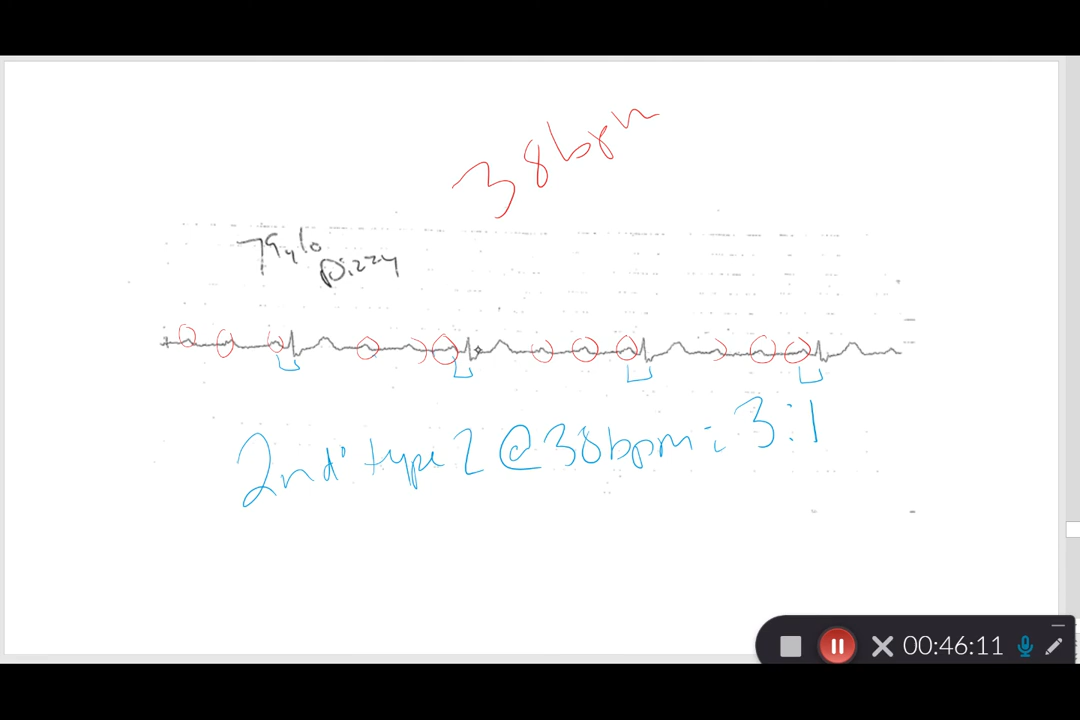 38bpm
79y/o
Dizzy
2nd° type 2 @ 38bpm = 3:1
00:46:11